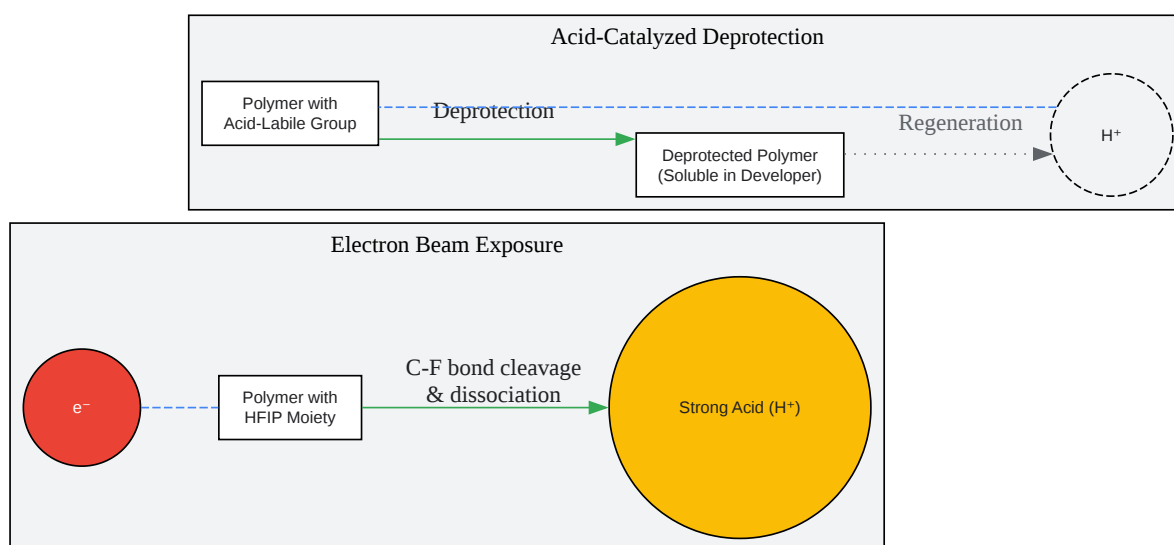 Acid-Catalyzed Deprotection
Polymer with
Acid-Labile Group
Deprotection
Deprotected Polymer
(Soluble in Developer)
Regeneration
H⁺
Electron Beam Exposure
e⁻
Polymer with
HFIP Moiety
C-F bond cleavage
& dissociation
Strong Acid (H⁺)